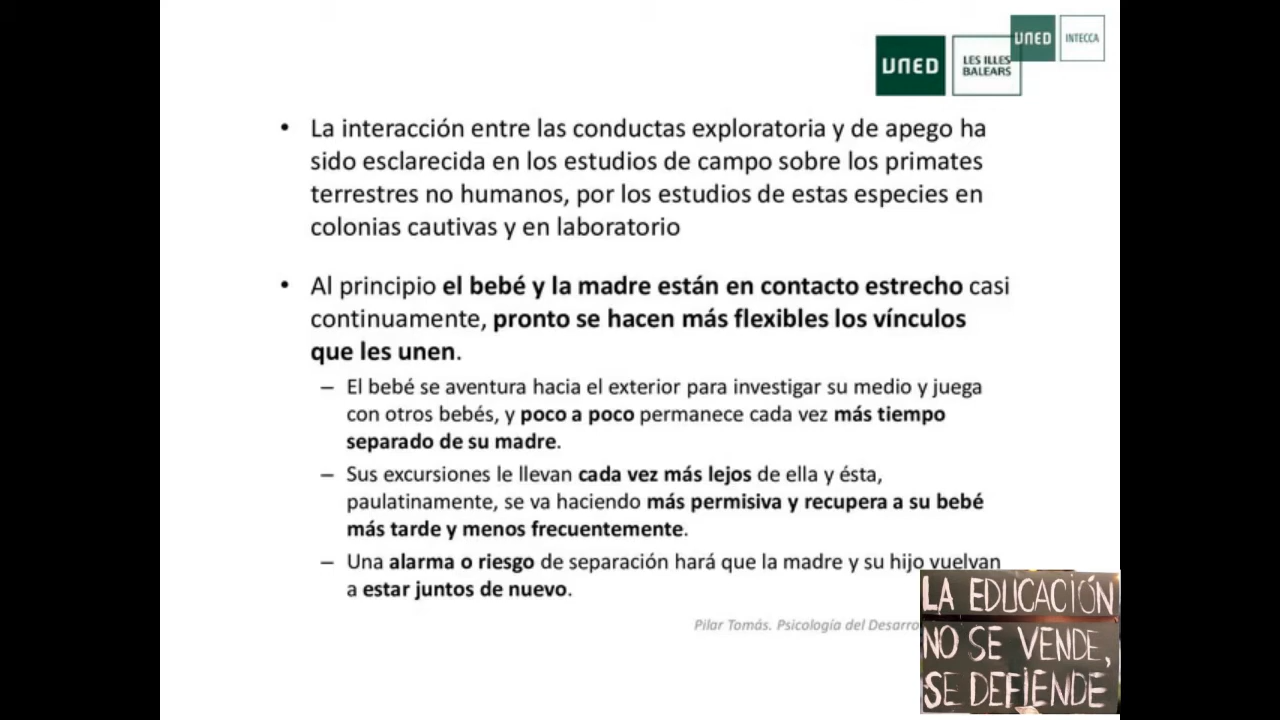 UNED
INTECCA
UNED
LES ILLES
BALEARS
• La interacción entre las conductas exploratoria y de apego ha
sido esclarecida en los estudios de campo sobre los primates
terrestres no humanos, por los estudios de estas especies en
colonias cautivas y en laboratorio
• Al principio el bebé y la madre están en contacto estrecho casi
continuamente, pronto se hacen más flexibles los vínculos
que les unen.
– El bebé se aventura hacia el exterior para investigar su medio y juega
con otros bebés, y poco a poco permanece cada vez más tiempo
separado de su madre.
– Sus excursiones le llevan cada vez más lejos de ella y ésta,
paulatinamente, se va haciendo más permisiva y recupera a su bebé
más tarde y menos frecuentemente.
– Una alarma o riesgo de separación hará que la madre y su hijo vuelvan
a estar juntos de nuevo.
Pilar Tomás. Psicología del
LA EDUCACIÓN
NO SE VENDE,
SE DEFIENDE